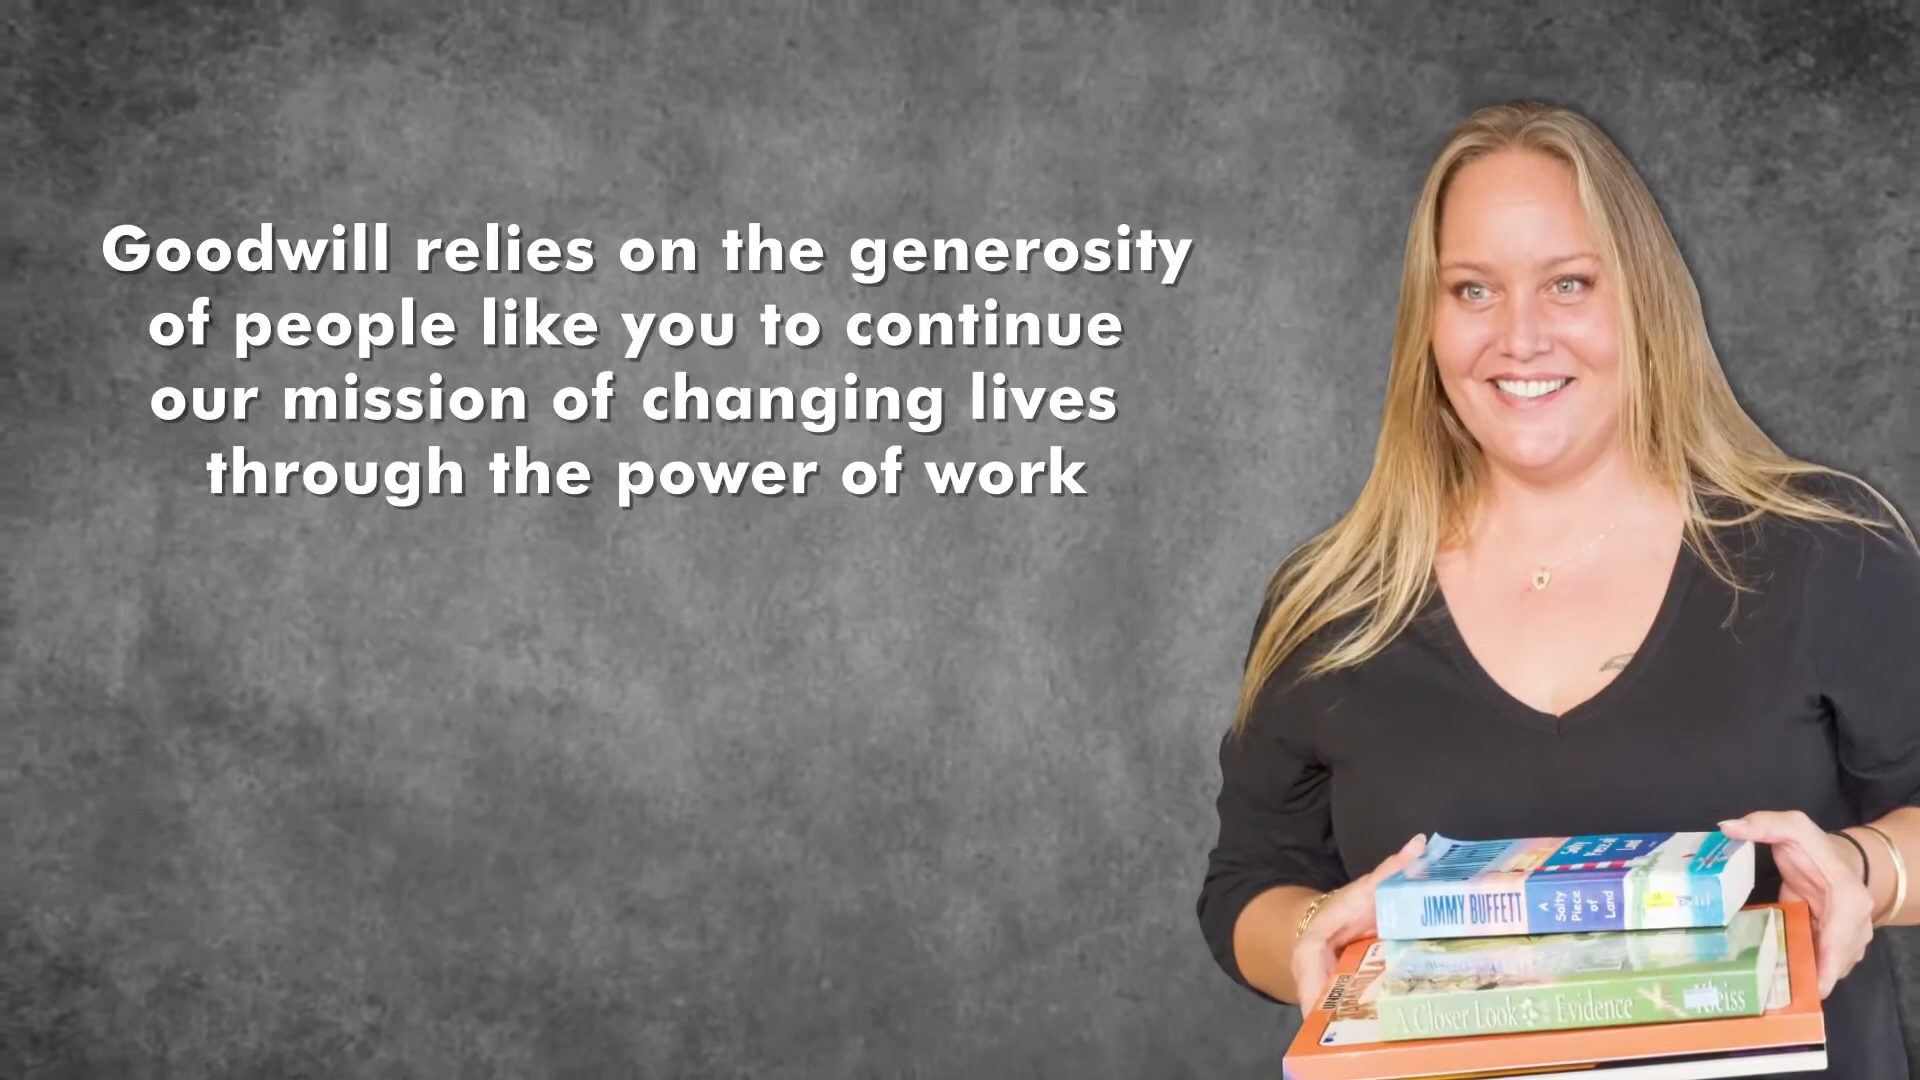 Goodwill relies on the generosity
of people like you to continue
our mission of changing lives
through the power of work
JIMMY BUFFETT
A
Salty
Piece
of
Land
A Closer Look
Evidence